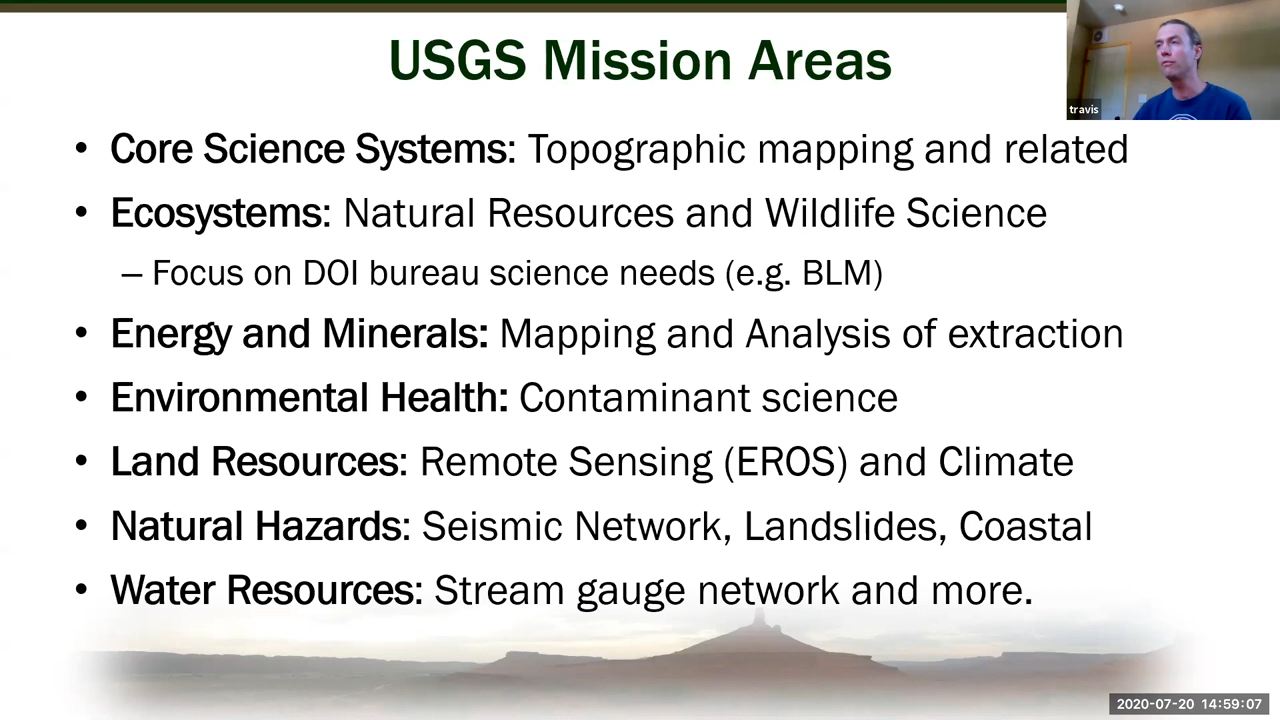 USGS Mission Areas
travis
• Core Science Systems: Topographic mapping and related
• Ecosystems: Natural Resources and Wildlife Science
– Focus on DOI bureau science needs (e.g. BLM)
• Energy and Minerals: Mapping and Analysis of extraction
• Environmental Health: Contaminant science
• Land Resources: Remote Sensing (EROS) and Climate
• Natural Hazards: Seismic Network, Landslides, Coastal
• Water Resources: Stream gauge network and more.
2020-07-20 14:59:07